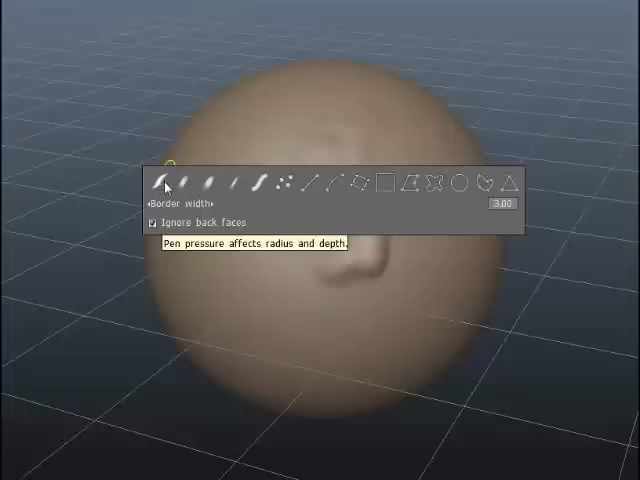 Border width
3.00
Ignore back faces
Pen pressure affects radius and depth.